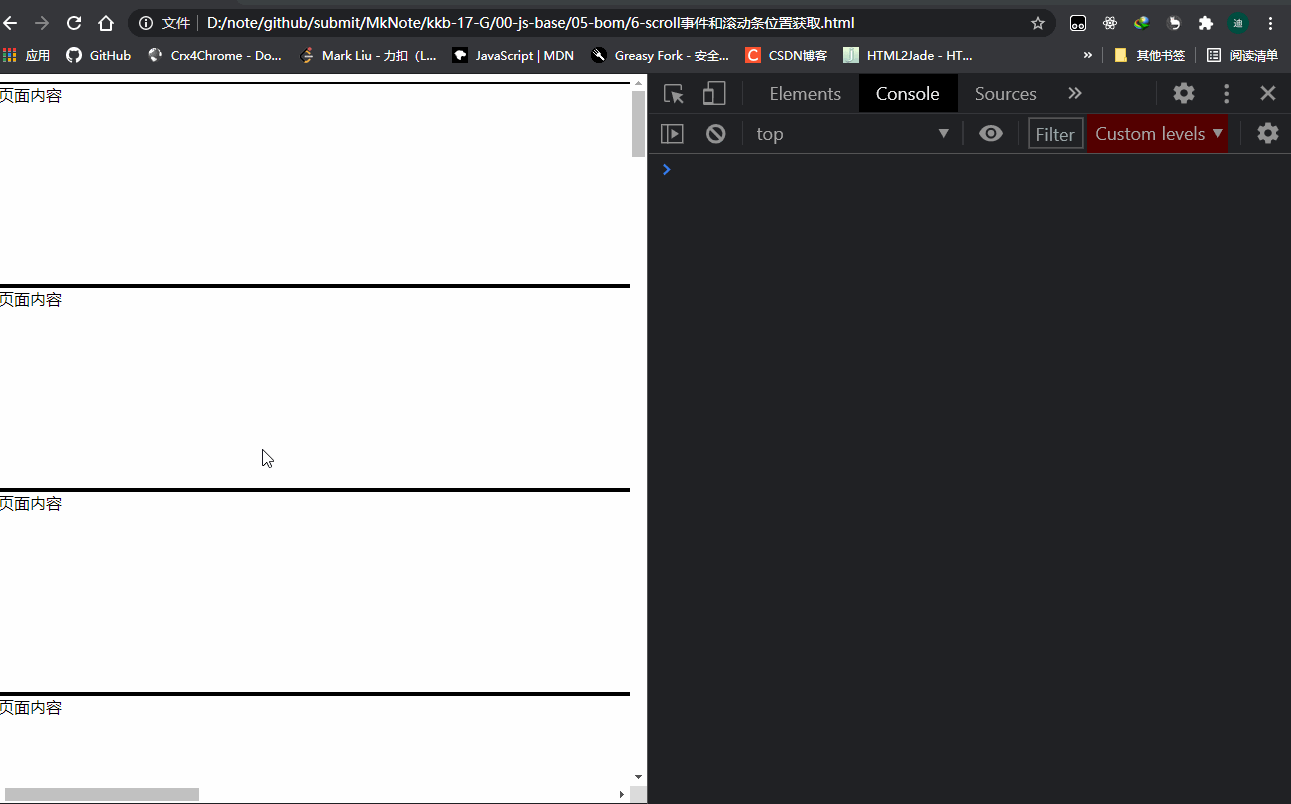 文件 D:/note/github/submit/MkNote/kkb-17-G/00-js-base/05-bom/6-scroll事件和滚动条位置获取.html 迪
应用 GitHub Crx4Chrome - Do... Mark Liu - 力扣（L... JavaScript | MDN Greasy Fork - 安全... C CSDN博客 HTML2Jade - HT... » 其他书签 阅读清单
Elements Console Sources »
top Filter Custom levels
页面内容
页面内容
页面内容
页面内容